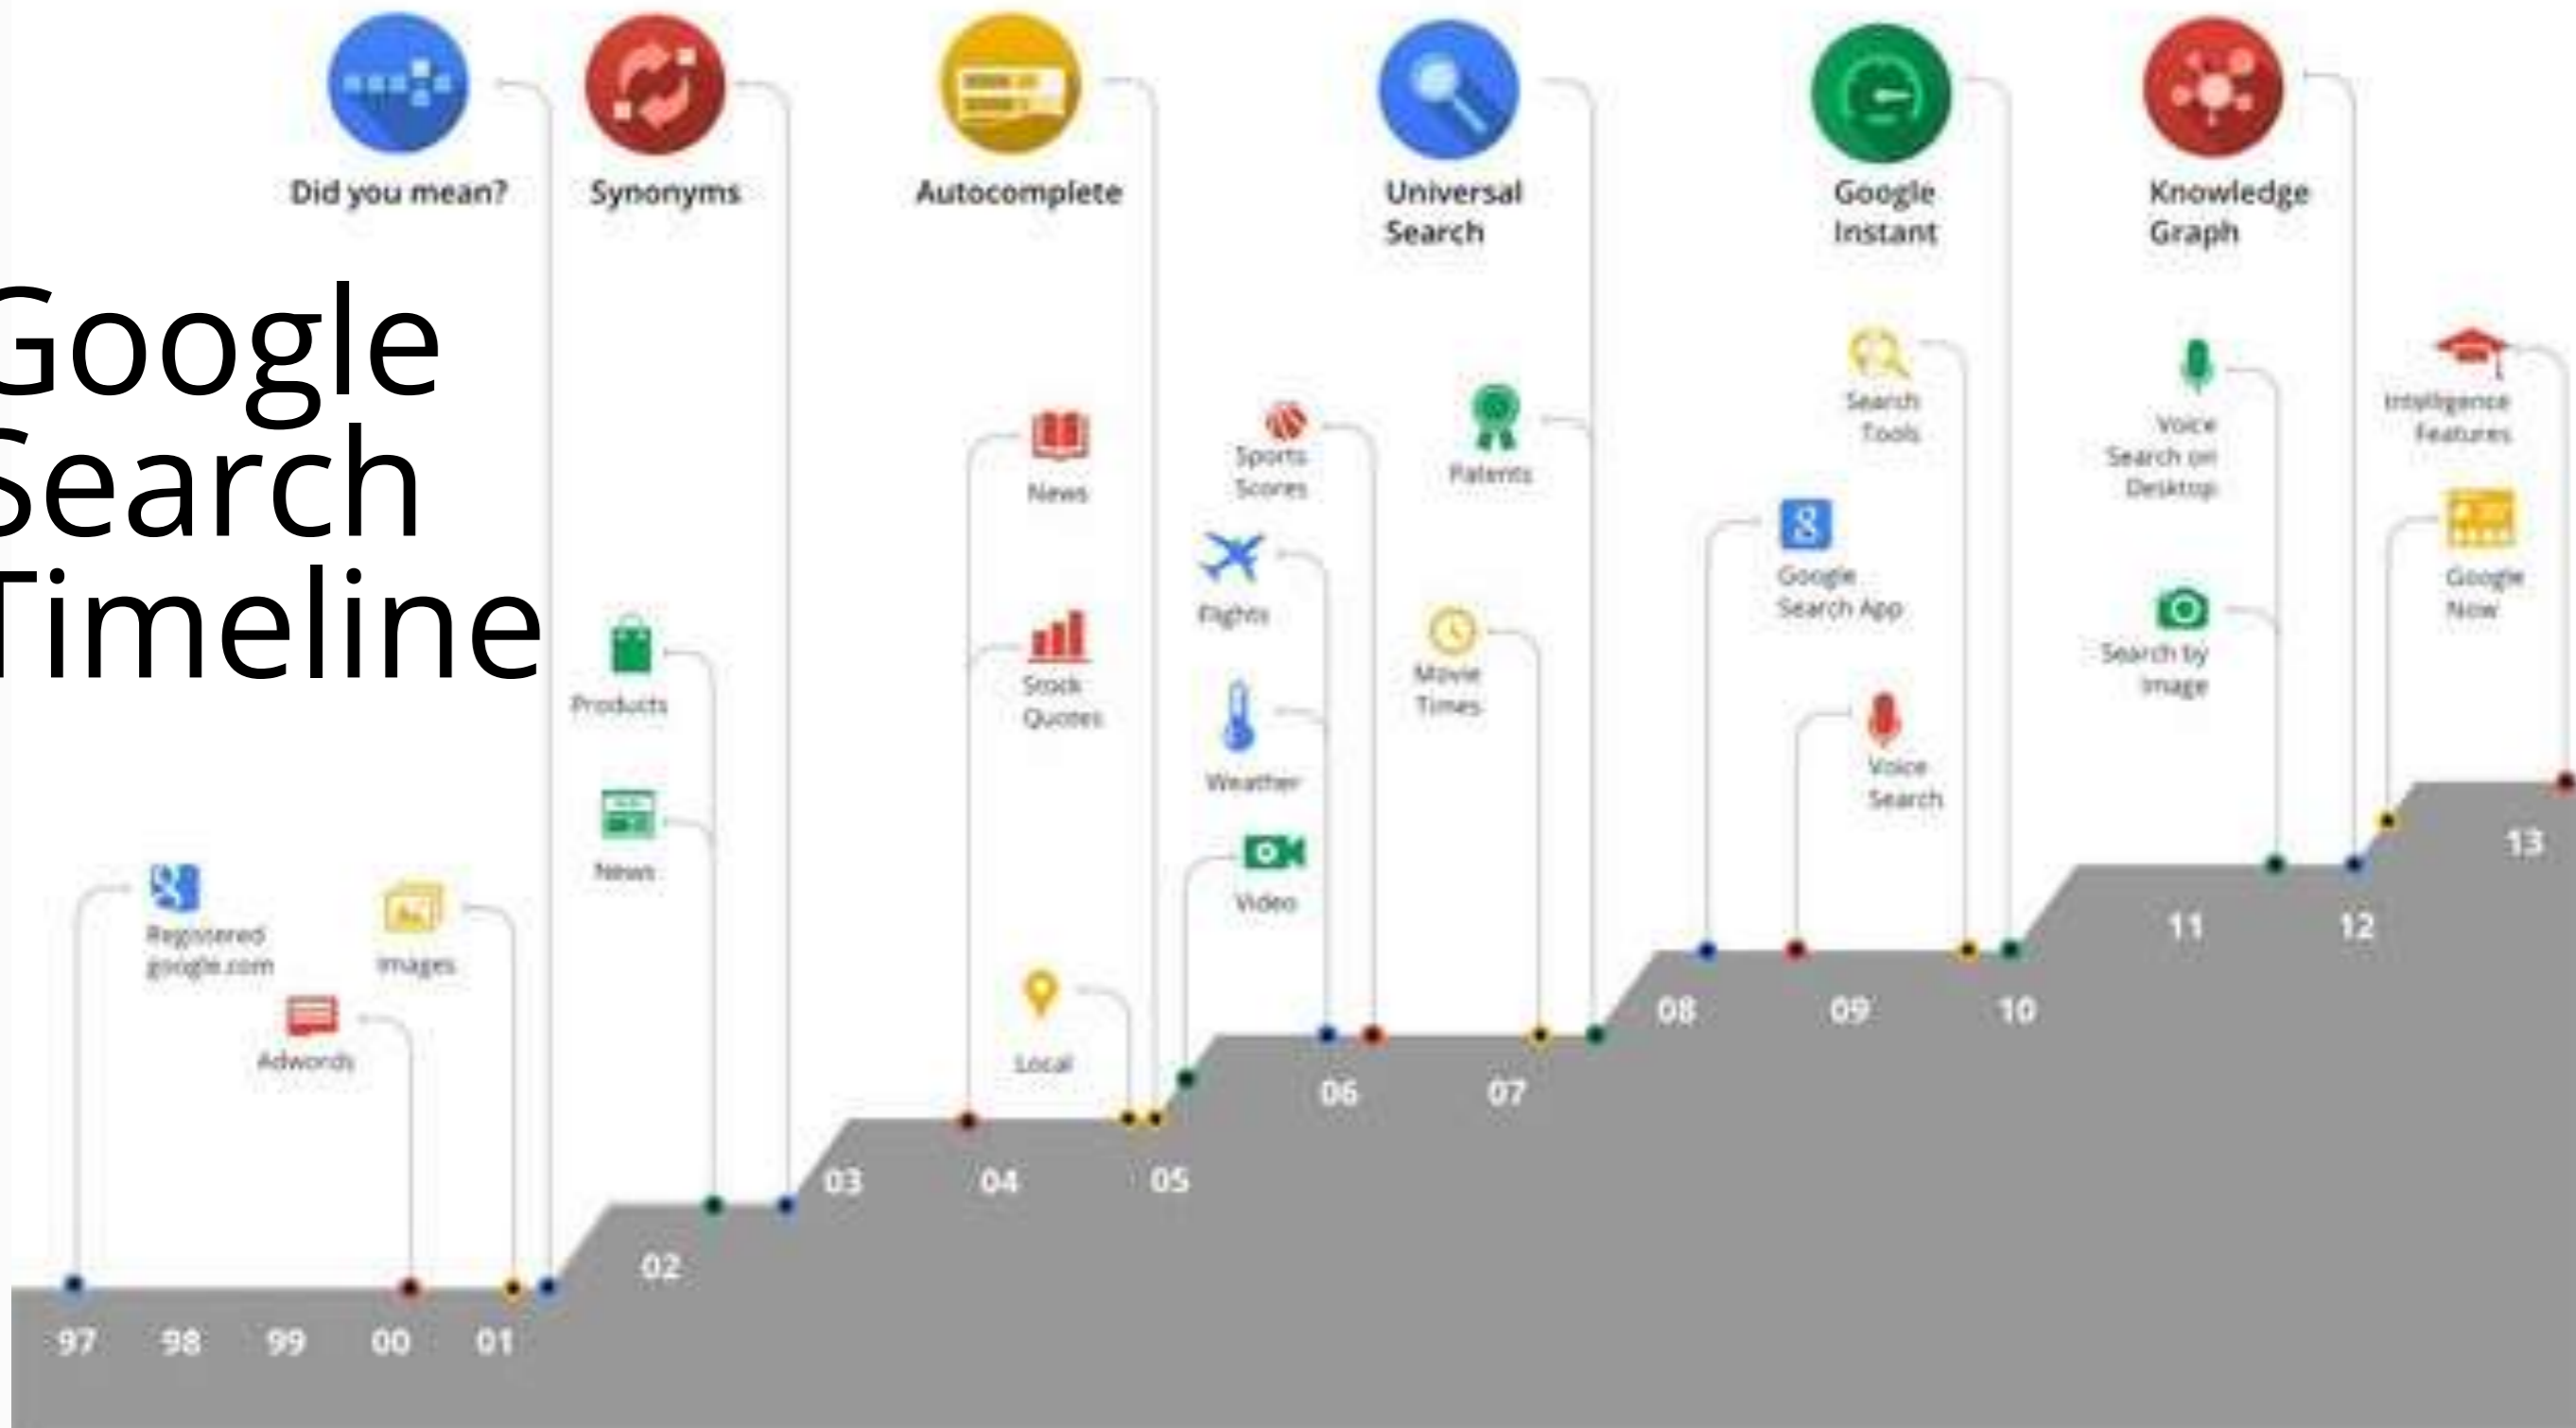 Did you mean?
Synonyms
Autocomplete
Universal
Search
Google
Instant
Knowledge
Graph
Google
Search
Timeline
Registered
google.com
Adwords
Images
Products
News
News
Stock
Quotes
Local
Sports
Scores
Flights
Weather
Video
Patents
Movie
Times
Search
Tools
Google
Search App
Voice
Search
Voice
Search on
Desktop
Search by
Image
Intelligence
Features
Google
Now
97
98
99
00
01
02
03
04
05
06
07
08
09
10
11
12
13